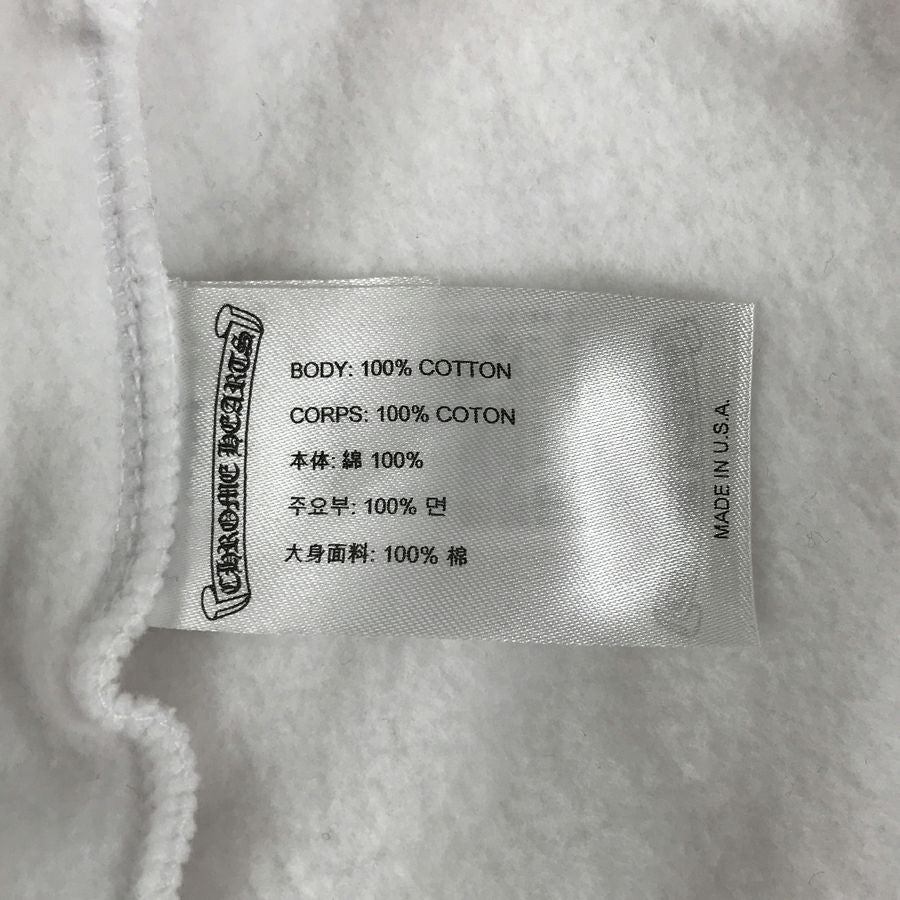 CHROME HEARTS
BODY: 100% COTTON
CORPS: 100% COTON
本体: 綿 100%
주요부: 100% 면
大身面料: 100% 棉
MADE IN U.S.A.